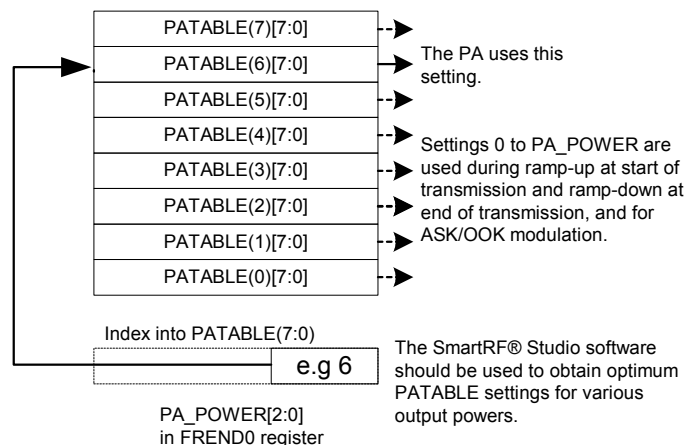 PATABLE(7)[7:0]
PATABLE(6)[7:0]
The PA uses this
setting.
PATABLE(5)[7:0]
PATABLE(4)[7:0]
PATABLE(3)[7:0]
PATABLE(2)[7:0]
PATABLE(1)[7:0]
PATABLE(0)[7:0]
Settings 0 to PA_POWER are
used during ramp-up at start of
transmission and ramp-down at
end of transmission, and for
ASK/OOK modulation.
Index into PATABLE(7:0)
e.g 6
PA_POWER[2:0]
in FREND0 register
The SmartRF® Studio software
should be used to obtain optimum
PATABLE settings for various
output powers.